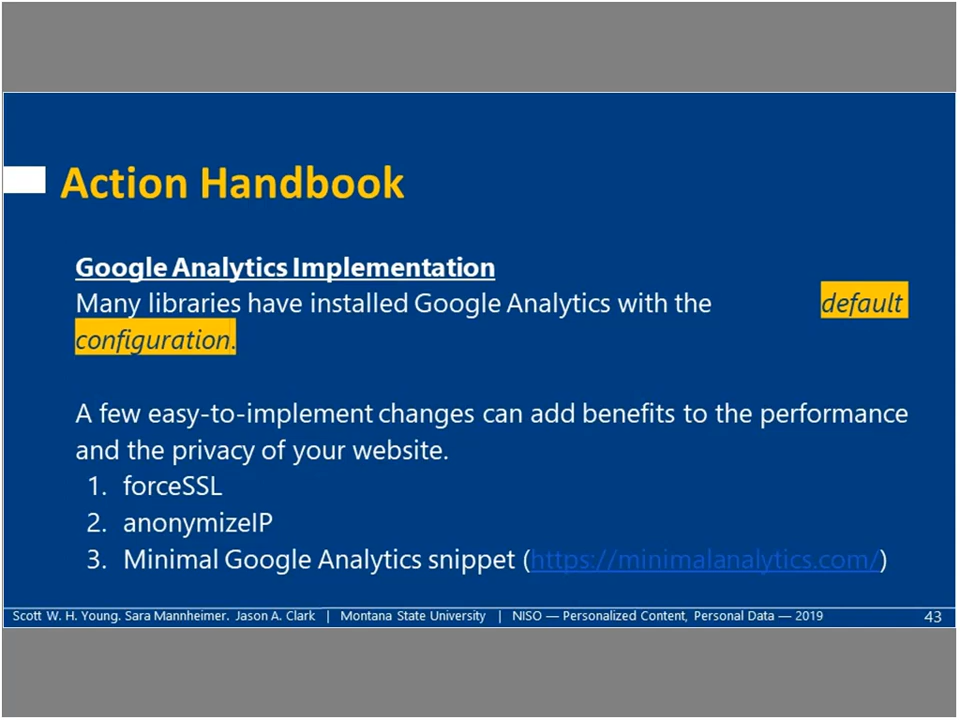 Action Handbook
Google Analytics Implementation
Many libraries have installed Google Analytics with the default
configuration.
A few easy-to-implement changes can add benefits to the performance
and the privacy of your website.
1. forceSSL
2. anonymizeIP
3. Minimal Google Analytics snippet (https://minimalanalytics.com/)
Scott W. H. Young. Sara Mannheimer. Jason A. Clark | Montana State University | NISO — Personalized Content, Personal Data — 2019 43